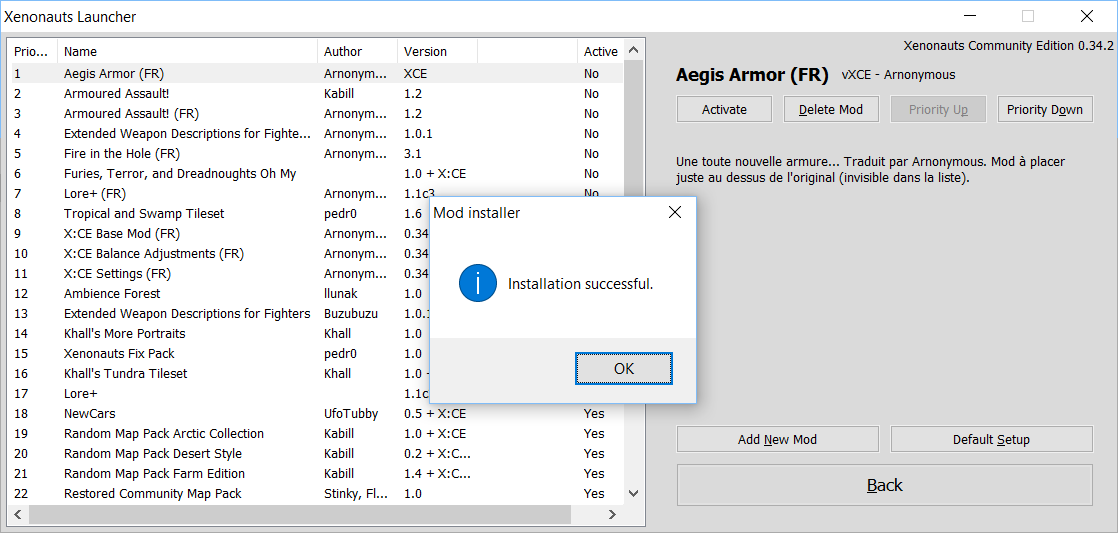 Xenonauts Launcher
Xenonauts Community Edition 0.34.2
Prio... Name Author Version Active
1 Aegis Armor (FR) Arnonym... XCE No
2 Armoured Assault! Kabill 1.2 No
3 Armoured Assault! (FR) Arnonym... 1.2 No
4 Extended Weapon Descriptions for Fighte... Arnonym... 1.0.1 No
5 Fire in the Hole (FR) Arnonym... 3.1 No
6 Furies, Terror, and Dreadnoughts Oh My 1.0 + X:CE No
7 Lore+ (FR) Arnonym... 1.1c3 No
8 Tropical and Swamp Tileset pedr0 1.6
9 X:CE Base Mod (FR) Arnonym... 0.34
10 X:CE Balance Adjustments (FR) Arnonym... 0.34
11 X:CE Settings (FR) Arnonym... 0.34
12 Ambience Forest llunak 1.0
13 Extended Weapon Descriptions for Fighters Buzubuzu 1.0.1
14 Khall's More Portraits Khall 1.0
15 Xenonauts Fix Pack pedr0 1.0
16 Khall's Tundra Tileset Khall 1.0
17 Lore+ 1.1c
18 NewCars UfoTubby 0.5 + X:CE Yes
19 Random Map Pack Arctic Collection Kabill 1.0 + X:CE Yes
20 Random Map Pack Desert Style Kabill 0.2 + X:C... Yes
21 Random Map Pack Farm Edition Kabill 1.4 + X:C... Yes
22 Restored Community Map Pack Stinky, Fl... 1.0 Yes
Aegis Armor (FR) vXCE - Arnonymous
Activate Delete Mod Priority Up Priority Down
Une toute nouvelle armure... Traduit par Arnonymous. Mod à placer
juste au dessus de l'original (invisible dans la liste).
Mod installer
Installation successful.
OK
Add New Mod Default Setup
Back